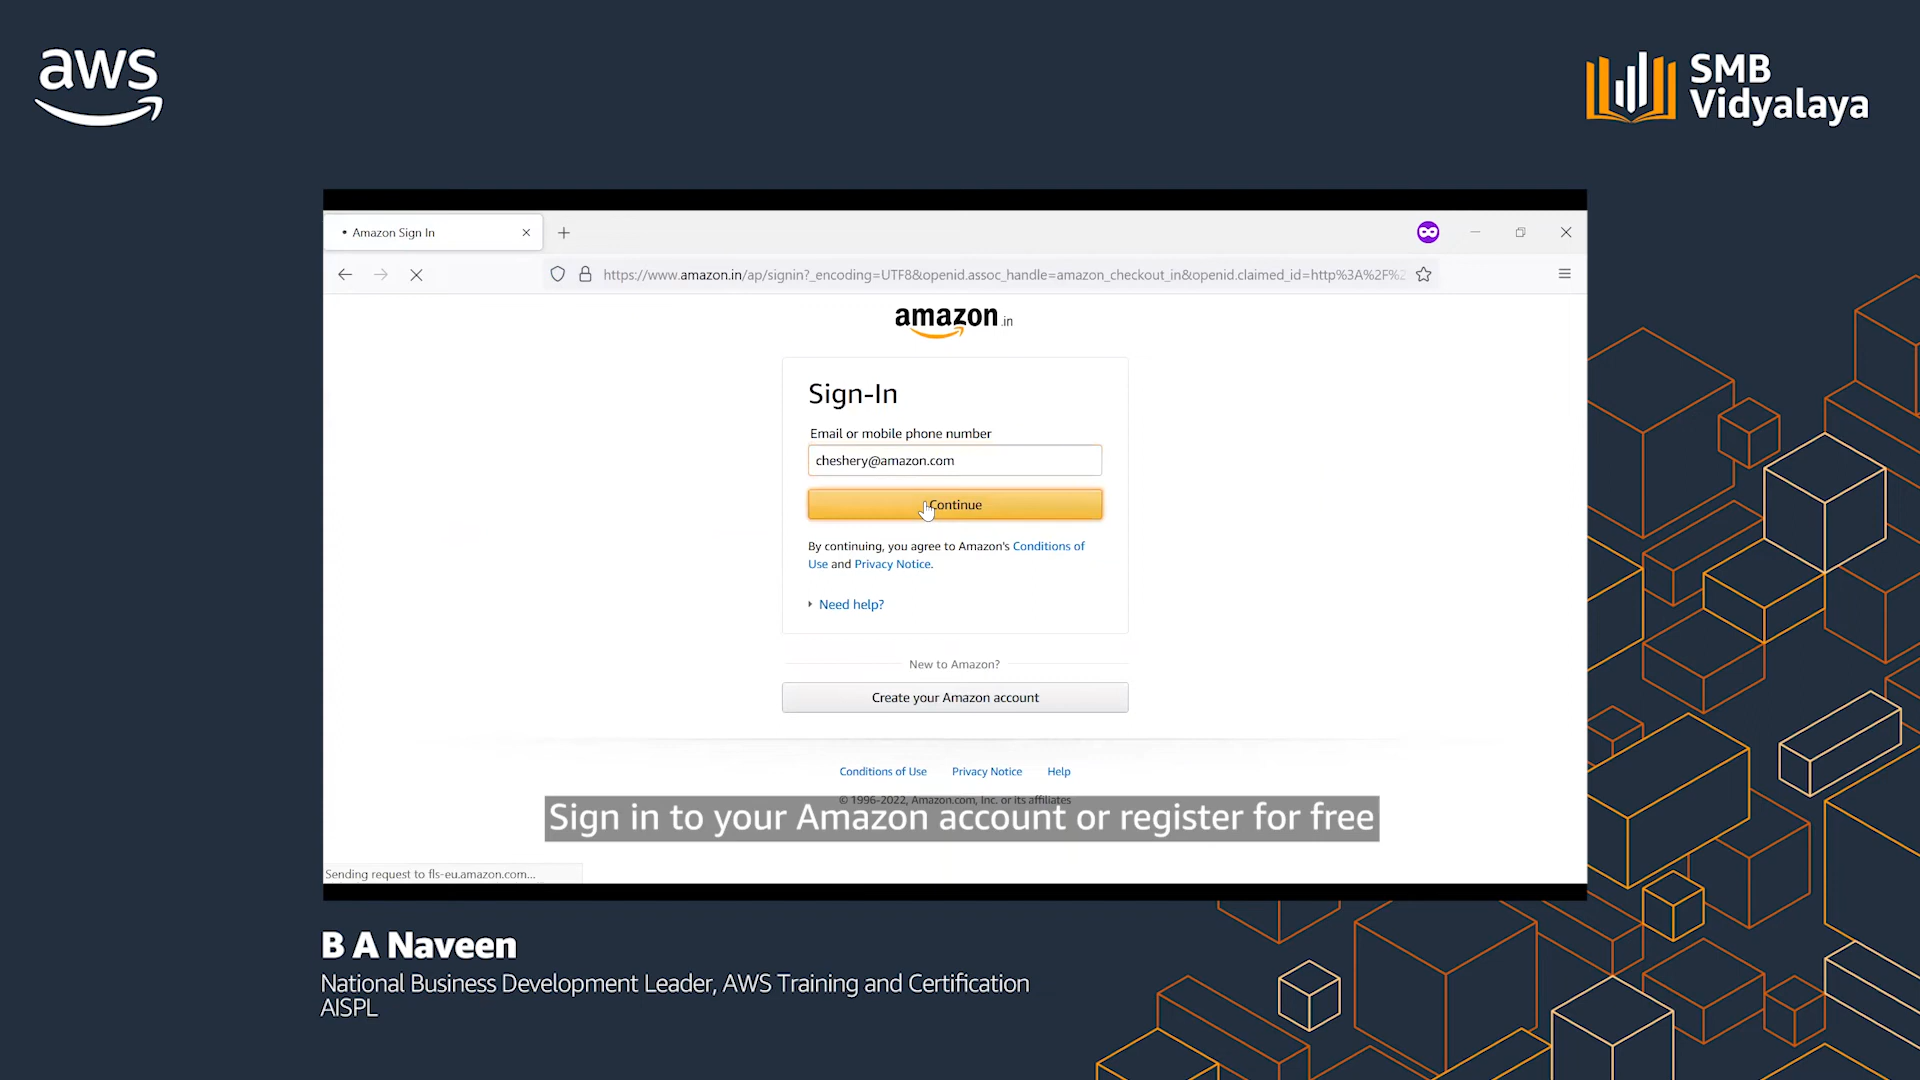 aws
SMB
Vidyalaya
Amazon Sign In
https://www.amazon.in/ap/signin?_encoding=UTF8&openid.assoc_handle=amazon_checkout_in&openid.claimed_id=http%3A%2F%2
amazon.in
Sign-In
Email or mobile phone number
cheshery@amazon.com
Continue
By continuing, you agree to Amazon's Conditions of
Use and Privacy Notice.
Need help?
New to Amazon?
Create your Amazon account
Conditions of Use Privacy Notice Help
© 1996-2022, Amazon.com, Inc. or its affiliates
Sign in to your Amazon account or register for free
Sending request to fls-eu.amazon.com...
B A Naveen
National Business Development Leader, AWS Training and Certification
AISPL